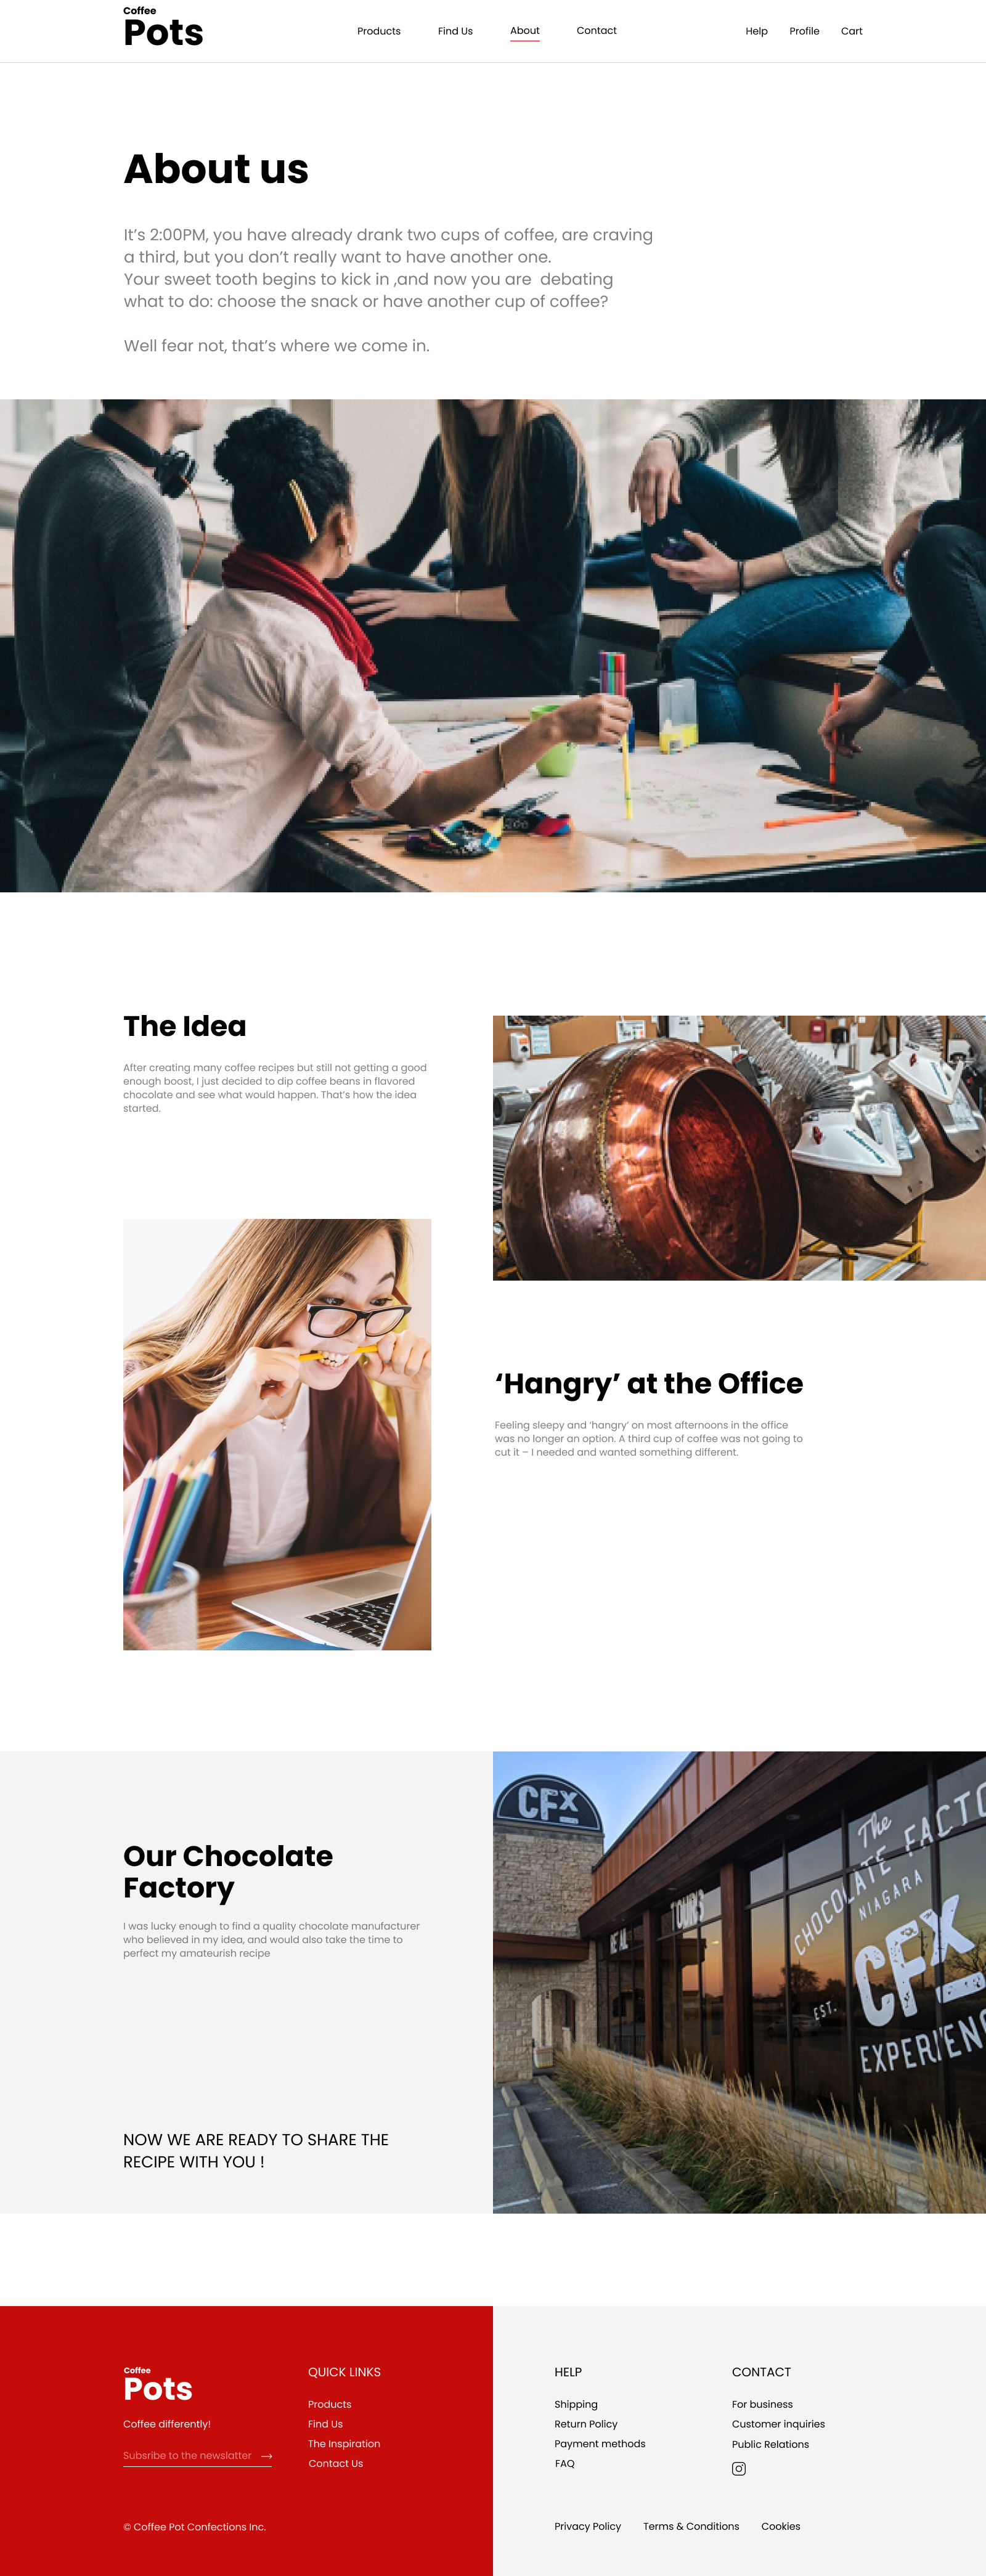 Coffee
Pots
Products
Find Us
About
Contact
Help
Profile
Cart
About us
It’s 2:00PM, you have already drank two cups of coffee, are craving
a third, but you don’t really want to have another one.
Your sweet tooth begins to kick in ,and now you are  debating
what to do: choose the snack or have another cup of coffee?
Well fear not, that’s where we come in.
The Idea
After creating many coffee recipes but still not getting a good
enough boost, I just decided to dip coffee beans in flavored
chocolate and see what would happen. That’s how the idea
started.
‘Hangry’ at the Office
Feeling sleepy and ‘hangry’ on most afternoons in the office
was no longer an option. A third cup of coffee was not going to
cut it – I needed and wanted something different.
Our Chocolate
Factory
I was lucky enough to find a quality chocolate manufacturer
who believed in my idea, and would also take the time to
perfect my amateurish recipe
NOW WE ARE READY TO SHARE THE
RECIPE WITH YOU !
CFX
TOURS
The
CHOCOLATE FACTO
NIAGARA
CFX
EST.
EXPERIENC
Coffee
Pots
Coffee differently!
Subsribe to the newslatter
© Coffee Pot Confections Inc.
QUICK LINKS
Products
Find Us
The Inspiration
Contact Us
HELP
Shipping
Return Policy
Payment methods
FAQ
CONTACT
For business
Customer inquiries
Public Relations
Privacy Policy
Terms & Conditions
Cookies